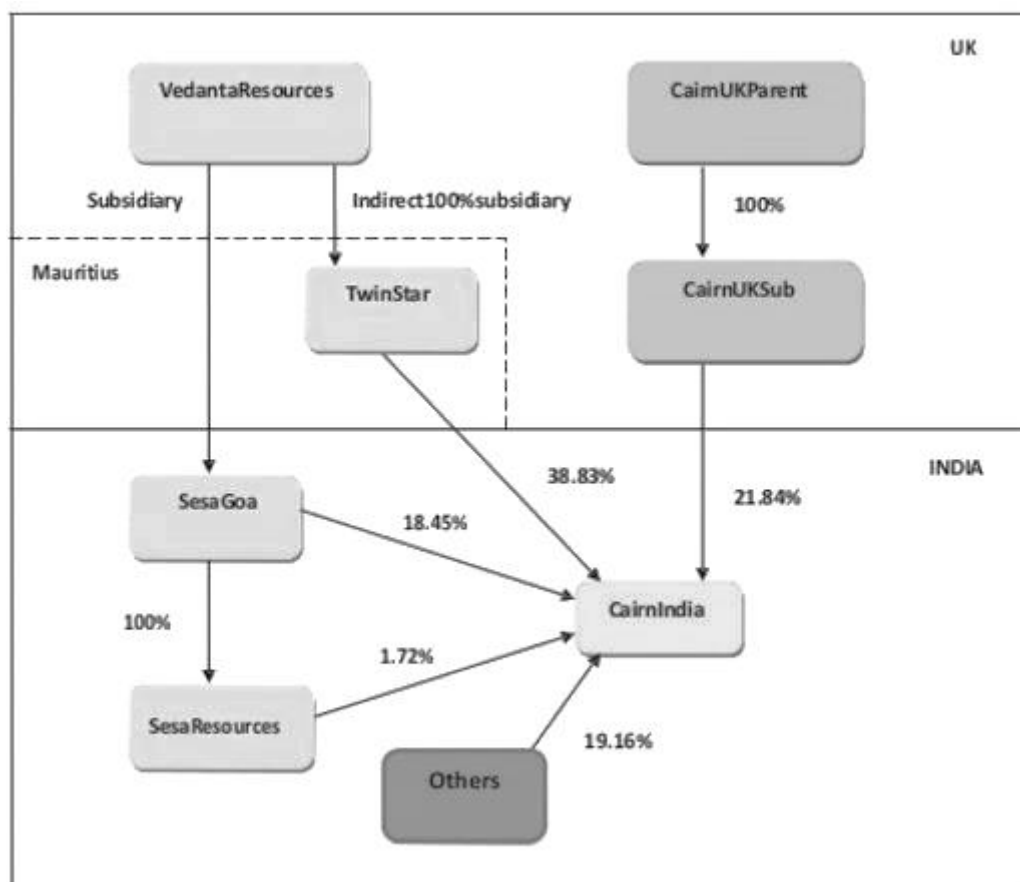 UK
VedantaResources
CairnUKParent
Subsidiary
Indirect100%subsidiary
100%
Mauritius
TwinStar
CairnUKSub
INDIA
38.83%
21.84%
SesaGoa
18.45%
CairnIndia
100%
1.72%
SesaResources
19.16%
Others